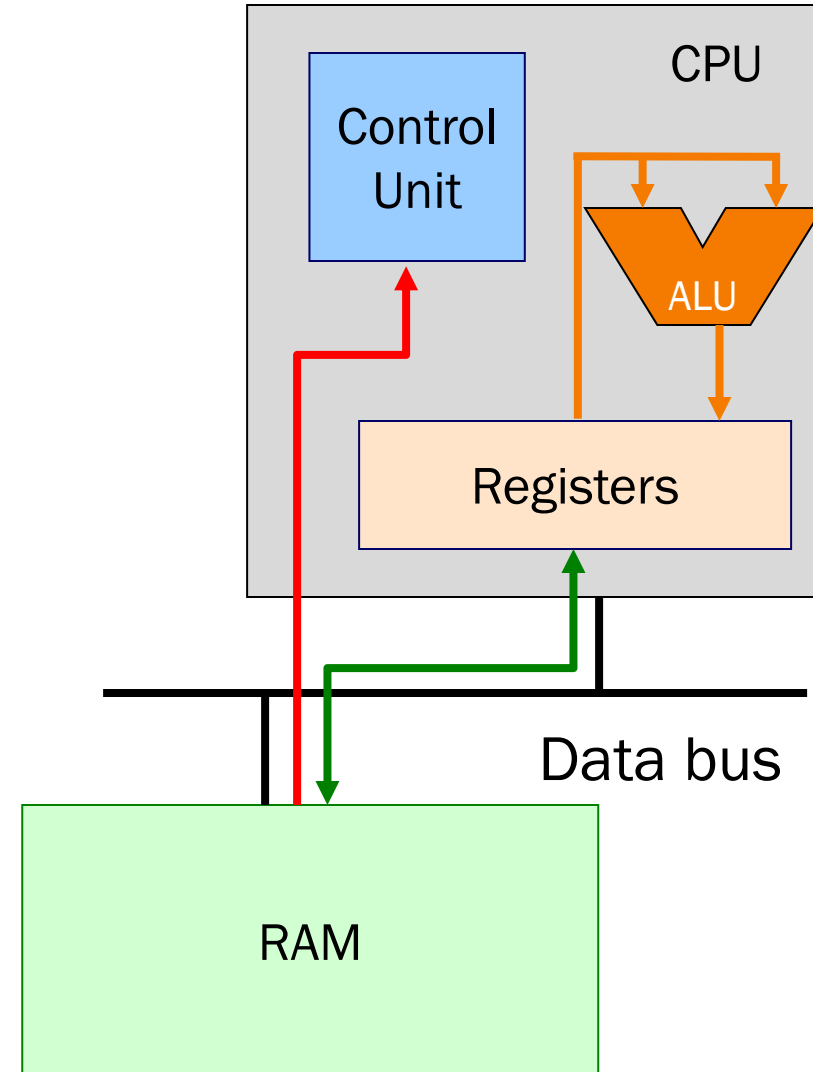 CPU
Control
Unit
ALU
Registers
Data bus
RAM